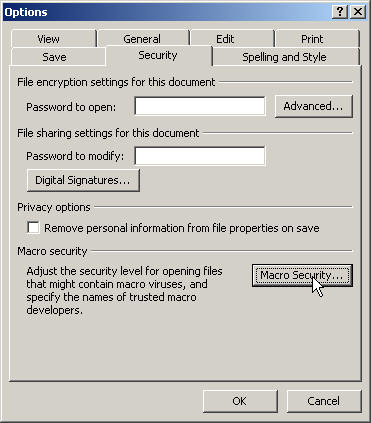 Options
View General Edit Print
Save Security Spelling and Style
File encryption settings for this document
Password to open: Advanced...
File sharing settings for this document
Password to modify:
Digital Signatures...
Privacy options
Remove personal information from file properties on save
Macro security
Adjust the security level for opening files
that might contain macro viruses, and
specify the names of trusted macro
developers.
Macro Security...
OK Cancel